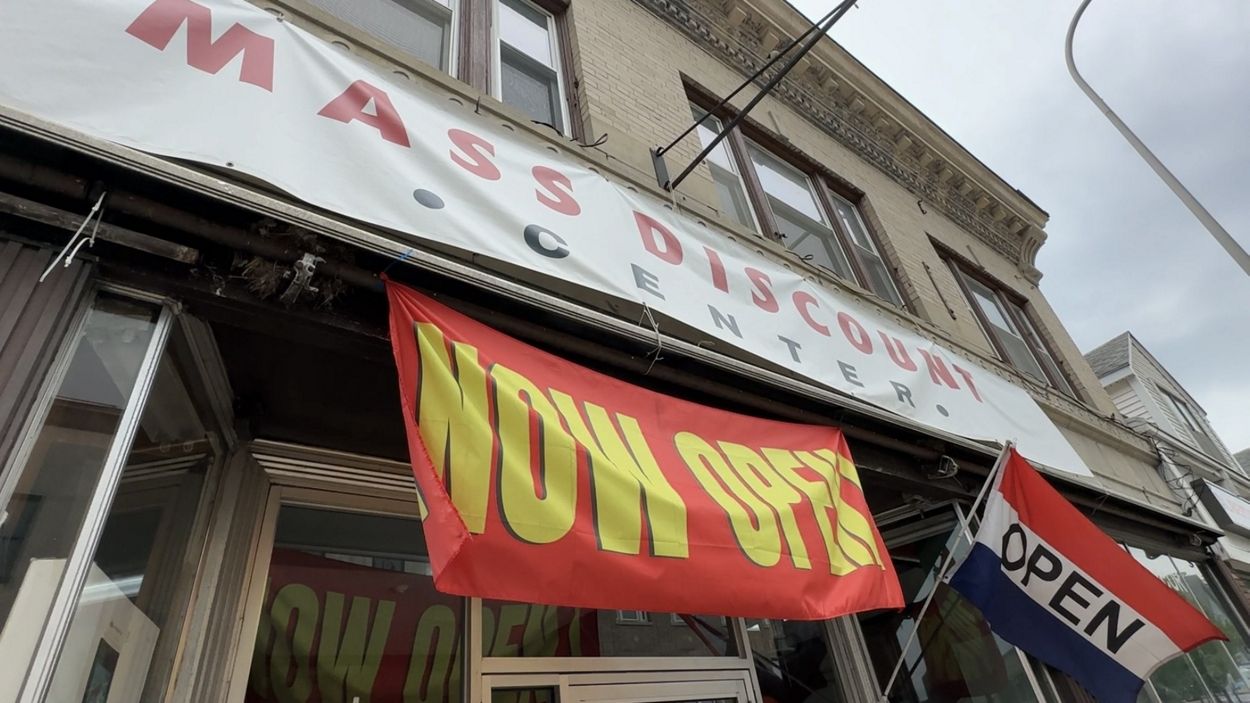 MASS DISCOUNT
• CENTER •
NOW OPEN
OPEN
NOW OPEN